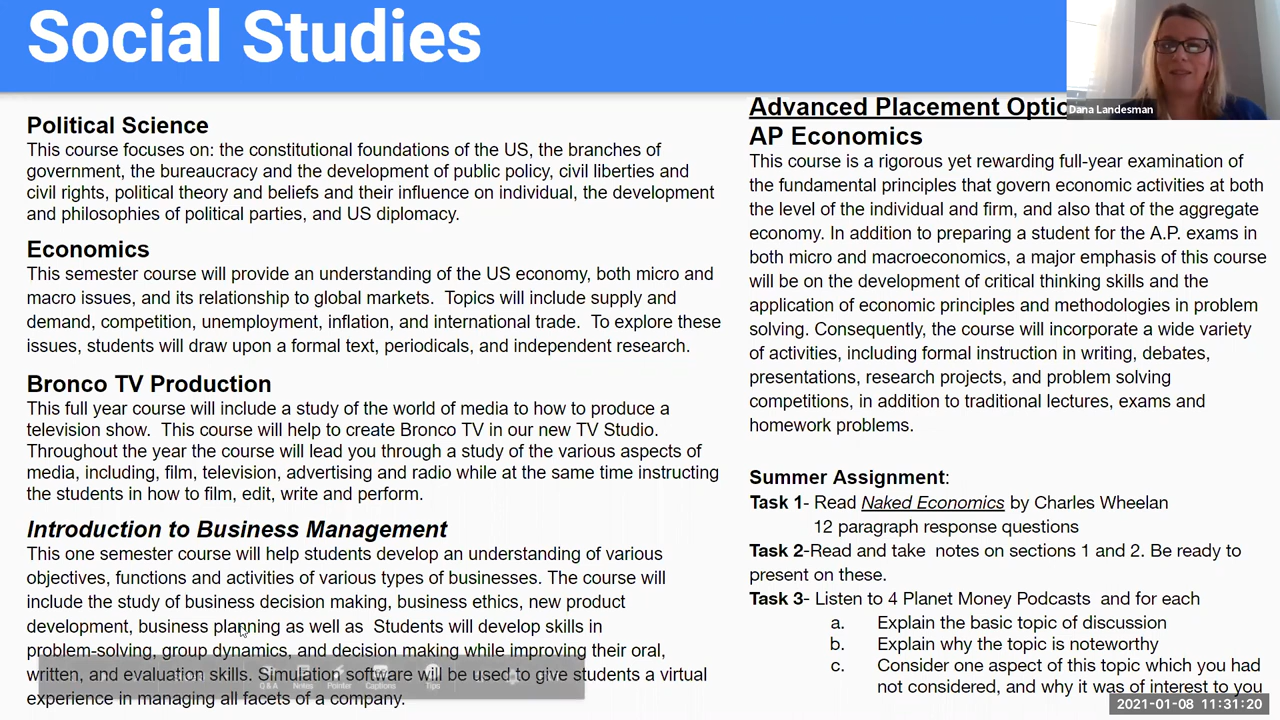 Social Studies
Political Science
This course focuses on: the constitutional foundations of the US, the branches of
government, the bureaucracy and the development of public policy, civil liberties and
civil rights, political theory and beliefs and their influence on individual, the development
and philosophies of political parties, and US diplomacy.
Economics
This semester course will provide an understanding of the US economy, both micro and
macro issues, and its relationship to global markets.  Topics will include supply and
demand, competition, unemployment, inflation, and international trade.  To explore these
issues, students will draw upon a formal text, periodicals, and independent research.
Bronco TV Production
This full year course will include a study of the world of media to how to produce a
television show.  This course will help to create Bronco TV in our new TV Studio.
Throughout the year the course will lead you through a study of the various aspects of
media, including, film, television, advertising and radio while at the same time instructing
the students in how to film, edit, write and perform.
Introduction to Business Management
This one semester course will help students develop an understanding of various
objectives, functions and activities of various types of businesses. The course will
include the study of business decision making, business ethics, new product
development, business planning as well as  Students will develop skills in
problem-solving, group dynamics, and decision making while improving their oral,
written, and evaluation skills. Simulation software will be used to give students a virtual
experience in managing all facets of a company.
Q & A Notes Pointer Captions Tips
Dana Landesman
Advanced Placement Optio
AP Economics
This course is a rigorous yet rewarding full-year examination of
the fundamental principles that govern economic activities at both
the level of the individual and firm, and also that of the aggregate
economy. In addition to preparing a student for the A.P. exams in
both micro and macroeconomics, a major emphasis of this course
will be on the development of critical thinking skills and the
application of economic principles and methodologies in problem
solving. Consequently, the course will incorporate a wide variety
of activities, including formal instruction in writing, debates,
presentations, research projects, and problem solving
competitions, in addition to traditional lectures, exams and
homework problems.
Summer Assignment:
Task 1- Read Naked Economics by Charles Wheelan
12 paragraph response questions
Task 2-Read and take  notes on sections 1 and 2. Be ready to
present on these.
Task 3- Listen to 4 Planet Money Podcasts  and for each
a. Explain the basic topic of discussion
b. Explain why the topic is noteworthy
c. Consider one aspect of this topic which you had
not considered, and why it was of interest to you
2021-01-08 11:31:20